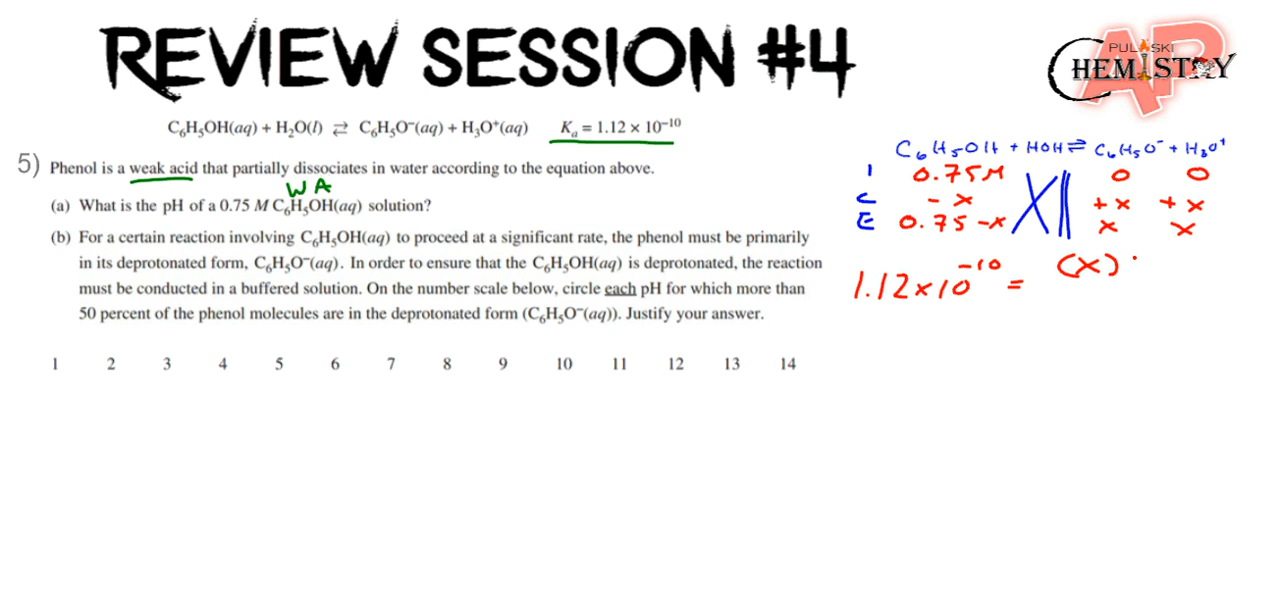 REVIEW SESSION #4
PULASKI
CHEMISTRY
AP
C₆H₅OH(aq) + H₂O(l) ⇄ C₆H₅O⁻(aq) + H₃O⁺(aq) Kₐ = 1.12 × 10⁻¹⁰
5) Phenol is a weak acid that partially dissociates in water according to the equation above.
W A
(a) What is the pH of a 0.75 M C₆H₅OH(aq) solution?
(b) For a certain reaction involving C₆H₅OH(aq) to proceed at a significant rate, the phenol must be primarily
in its deprotonated form, C₆H₅O⁻(aq). In order to ensure that the C₆H₅OH(aq) is deprotonated, the reaction
must be conducted in a buffered solution. On the number scale below, circle each pH for which more than
50 percent of the phenol molecules are in the deprotonated form (C₆H₅O⁻(aq)). Justify your answer.
1 2 3 4 5 6 7 8 9 10 11 12 13 14
C₆H₅OH + HOH ⇌ C₆H₅O⁻ + H₃O⁺
I 0.75M 0 0
C - x + x + x
E 0.75 - x x x
1.12 x 10⁻¹⁰ = (x)